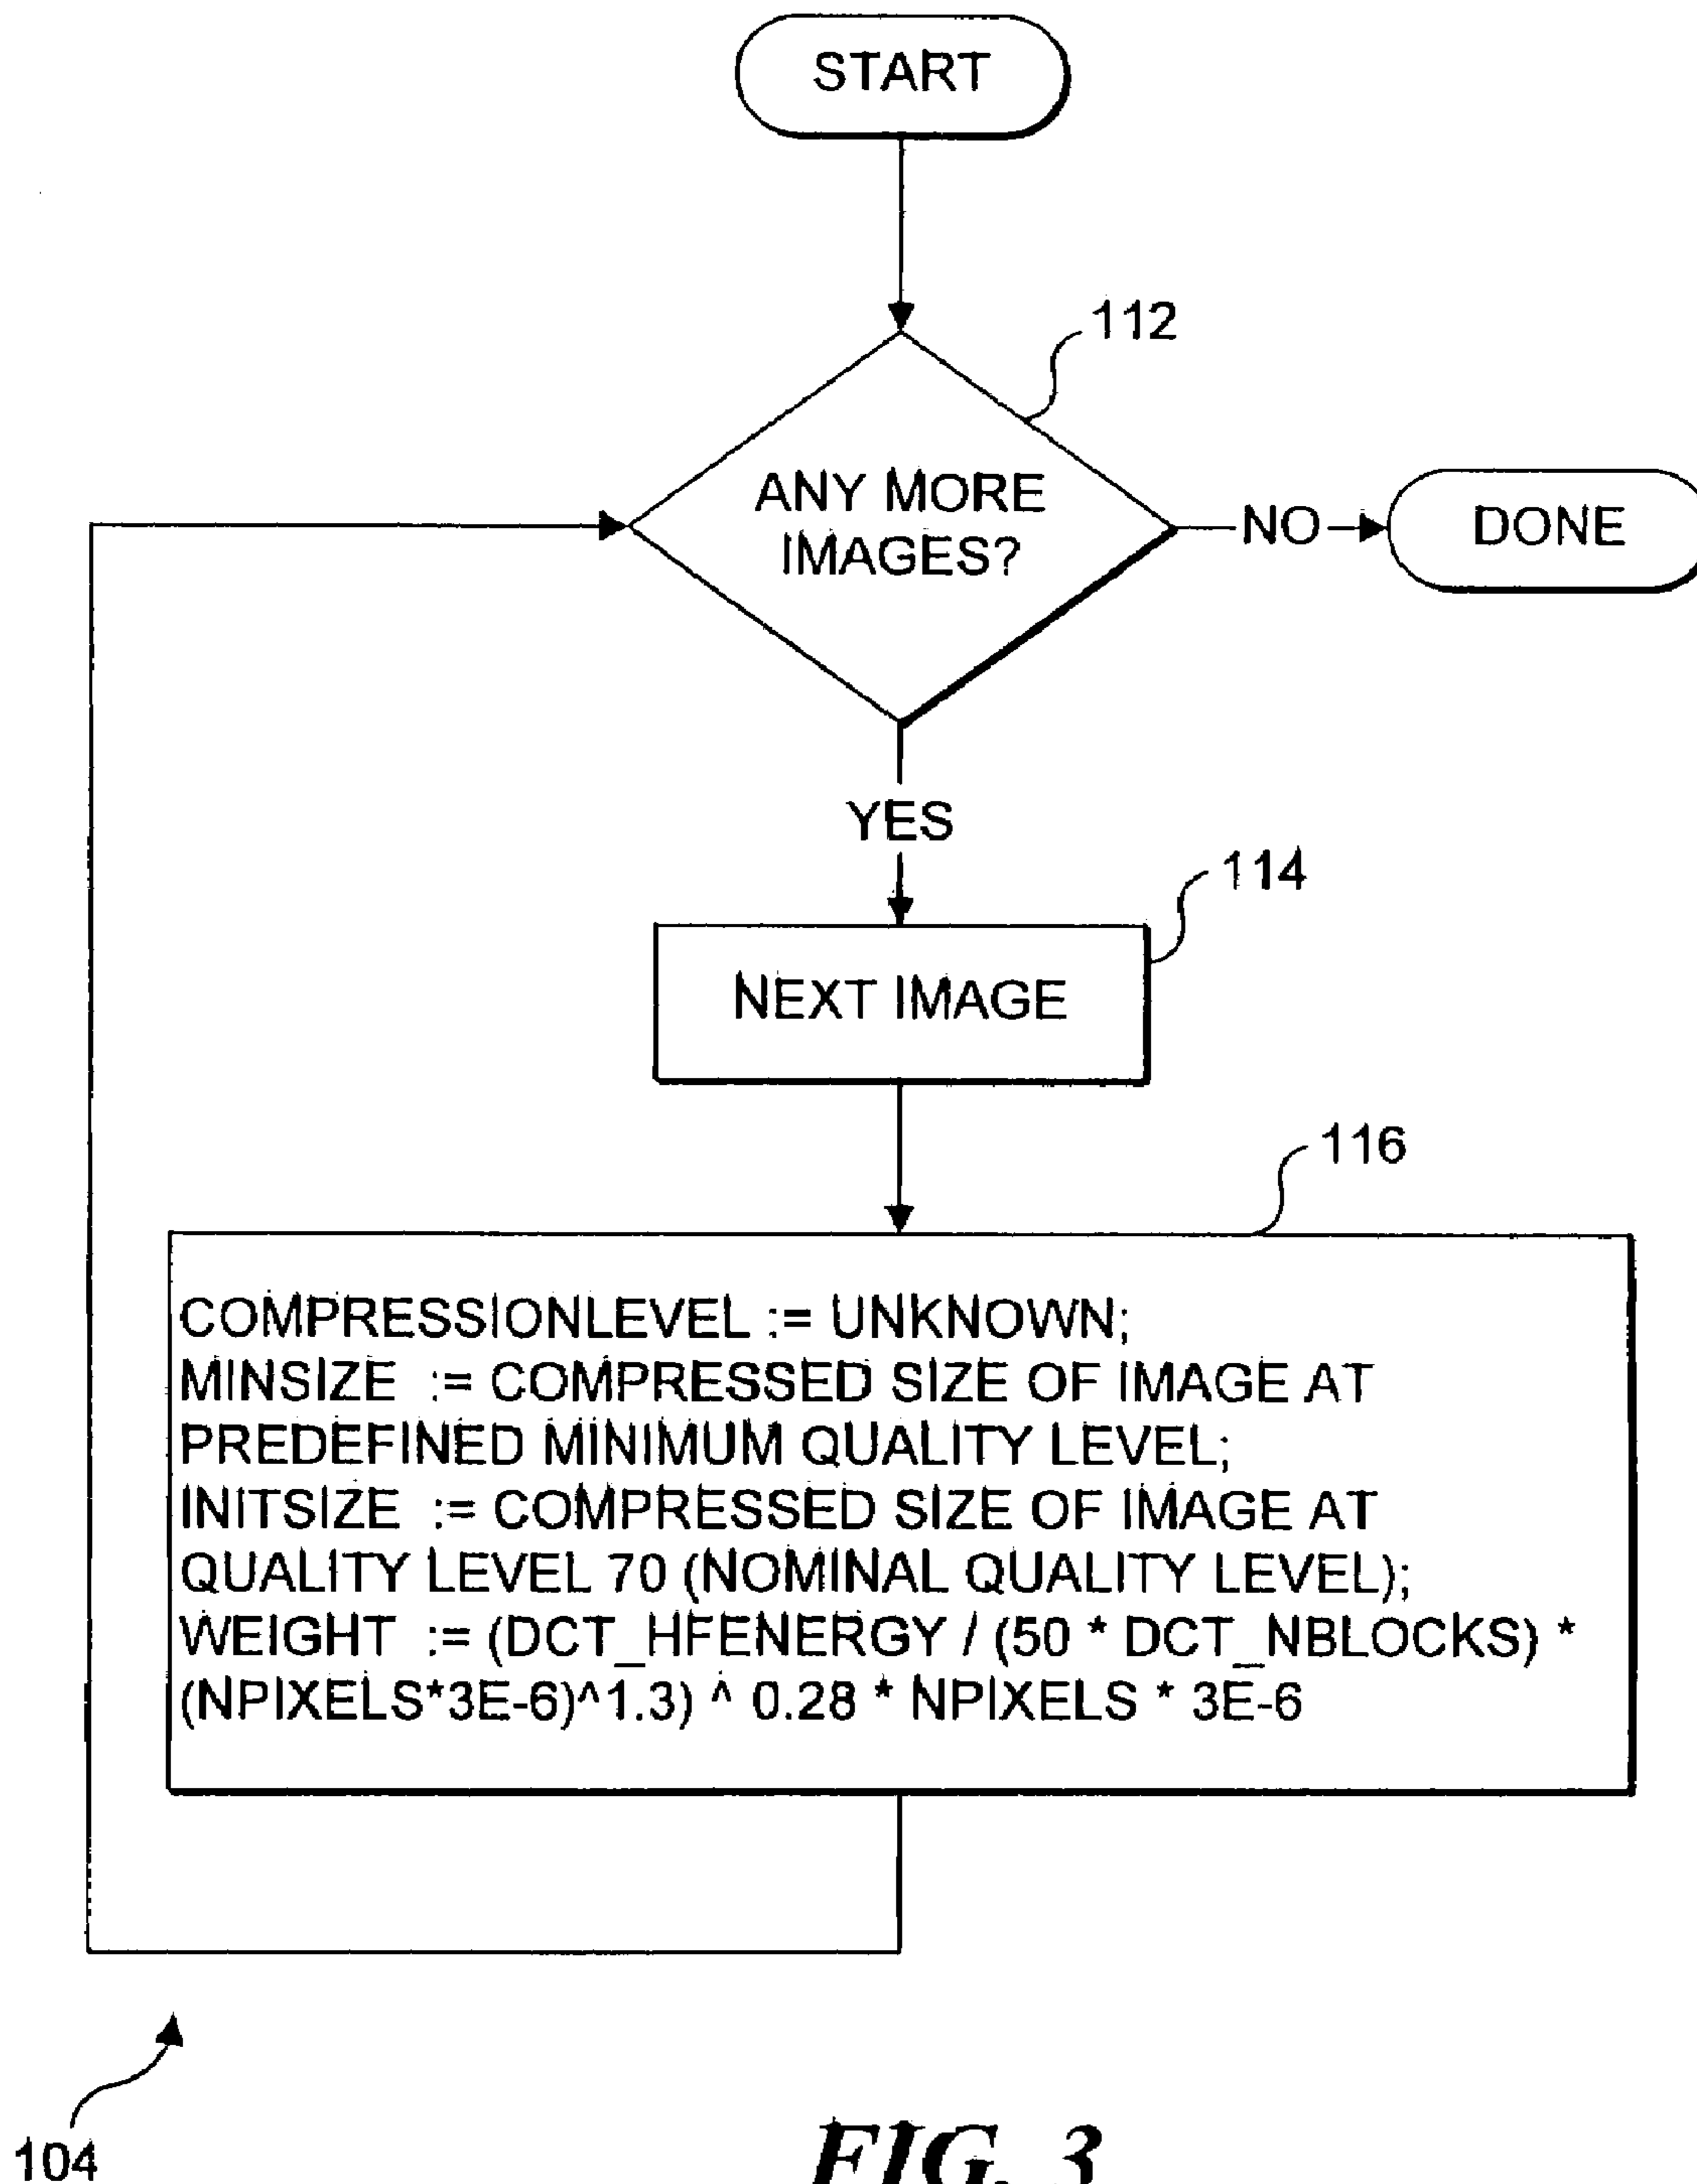 START
112
ANY MORE
IMAGES?
NO
DONE
YES
114
NEXT IMAGE
116
COMPRESSIONLEVEL := UNKNOWN;
MINSIZE := COMPRESSED SIZE OF IMAGE AT
PREDEFINED MINIMUM QUALITY LEVEL;
INITSIZE := COMPRESSED SIZE OF IMAGE AT
QUALITY LEVEL 70 (NOMINAL QUALITY LEVEL);
WEIGHT := (DCT_HFENERGY / (50 * DCT_NBLOCKS) *
(NPIXELS*3E-6)^1.3) ^ 0.28 * NPIXELS * 3E-6
104
FIG. 3